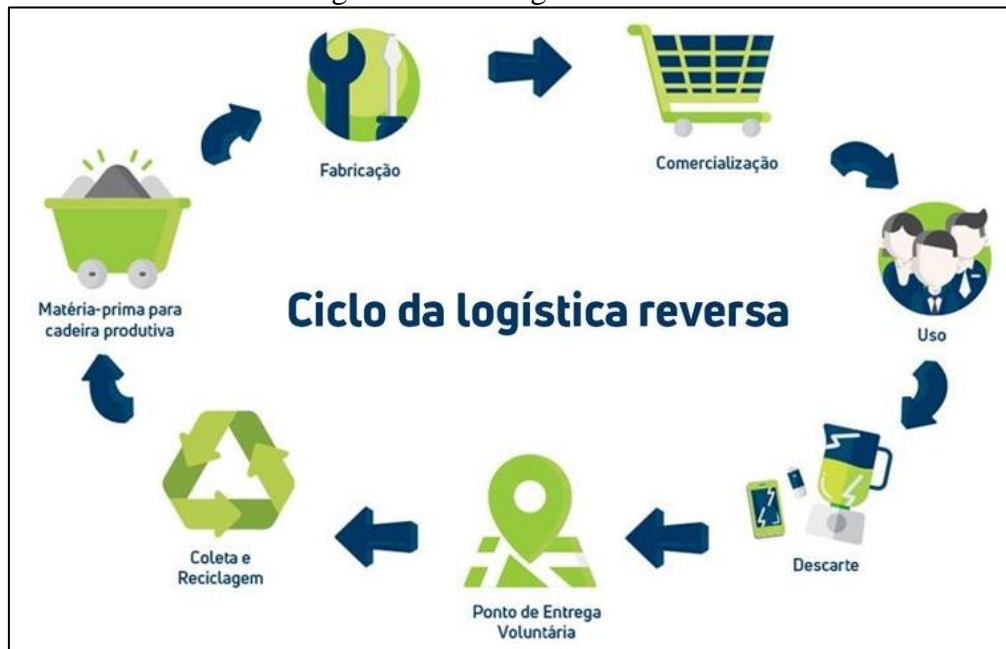 Fabricação
Comercialização
Matéria-prima para
cadeira produtiva
Ciclo da logística reversa
Uso
Descarte
Coleta e
Reciclagem
Ponto de Entrega
Voluntária